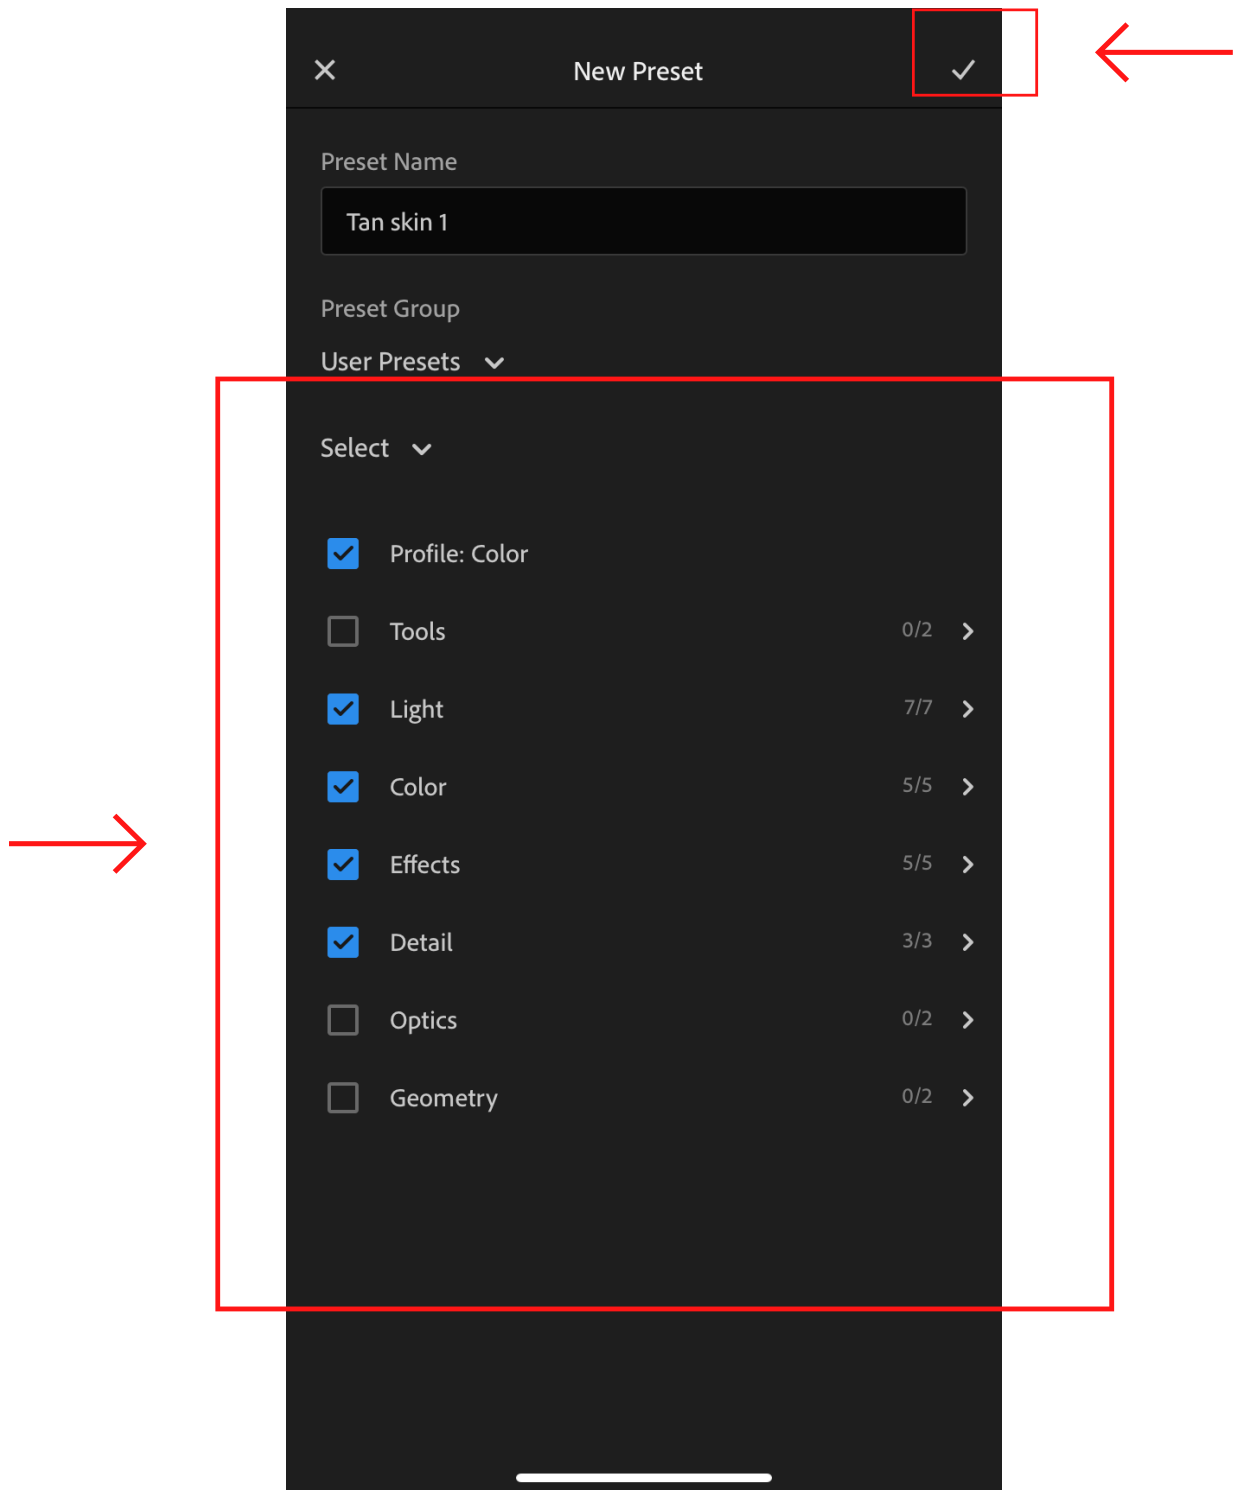 New Preset
Preset Name
Tan skin 1
Preset Group
User Presets
Select
Profile: Color
Tools 0/2
Light 7/7
Color 5/5
Effects 5/5
Detail 3/3
Optics 0/2
Geometry 0/2